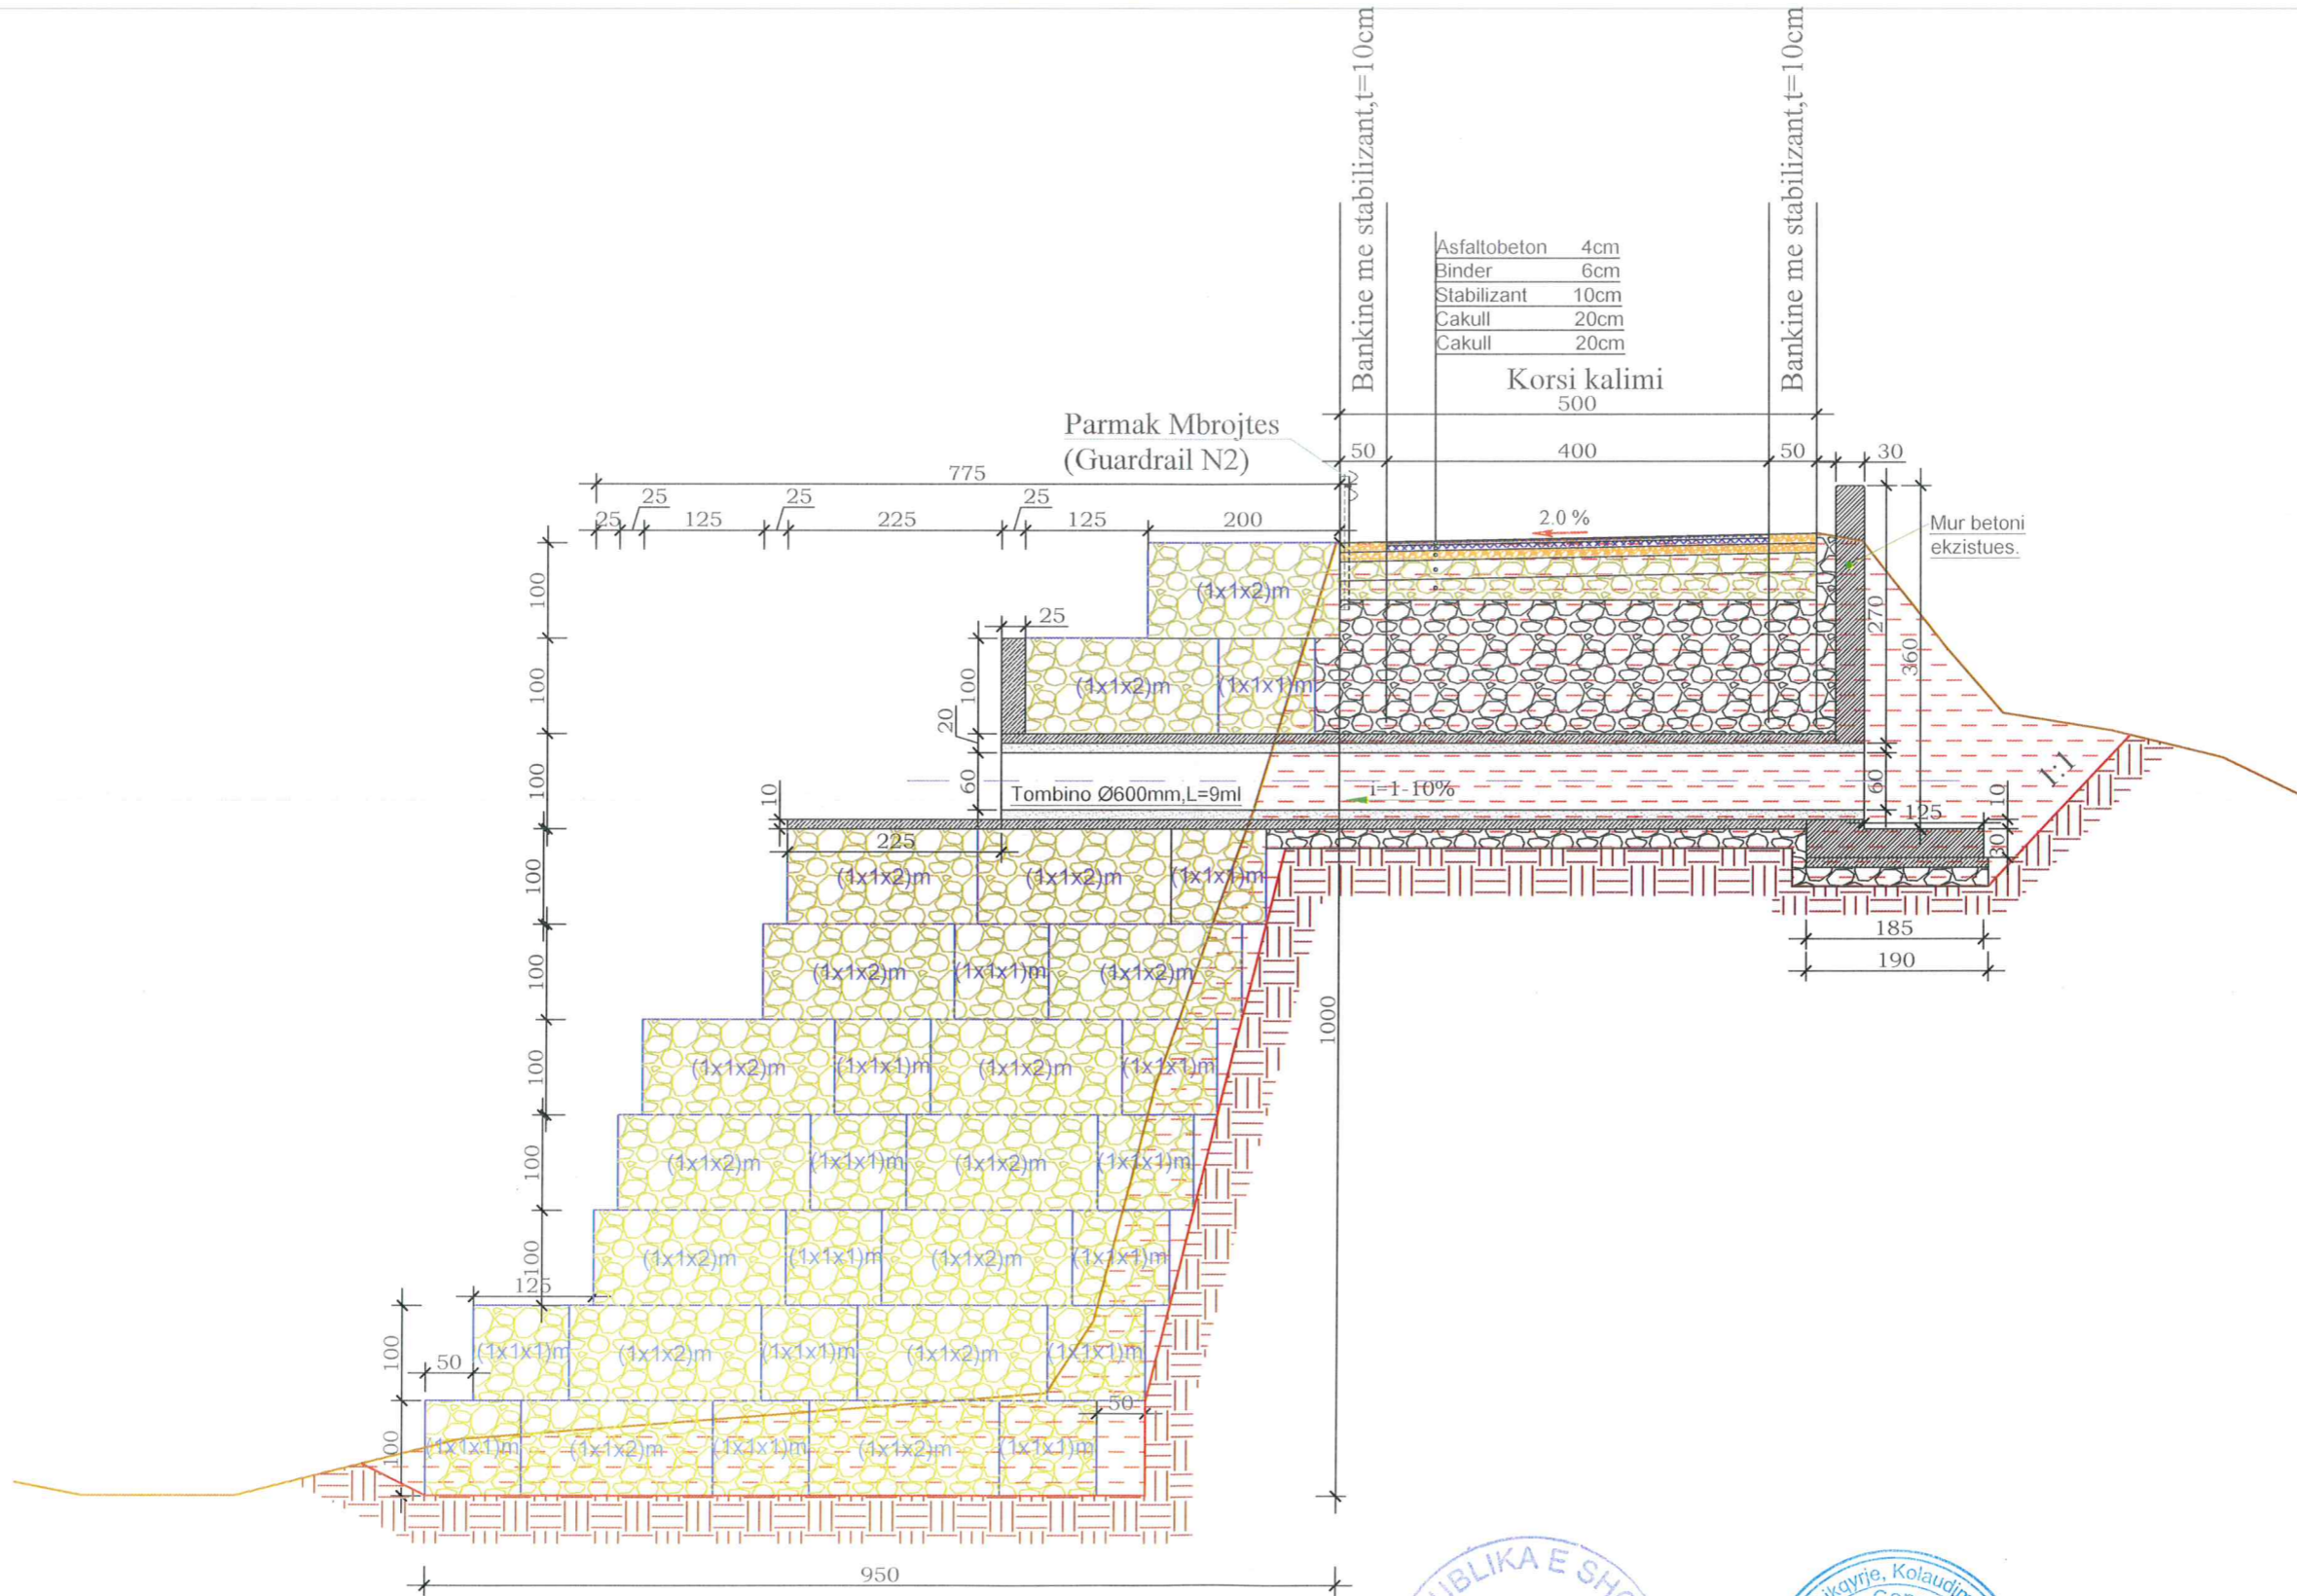 Bankine me stabilizant,t=10cm
Bankine me stabilizant,t=10cm
Asfaltobeton 4cm
Binder 6cm
Stabilizant 10cm
Cakull 20cm
Cakull 20cm
Korsi kalimi
500
Parmak Mbrojtes
(Guardrail N2)
50 400 50 30
775
25 25 25
25 125 225 125 200
2.0 %
Mur betoni
ekzistues.
100
(1x1x2)m
25
270
360
100
100
(1x1x2)m
(1x1x1)m
20
100
60
10
Tombino Ø600mm,L=9ml
i=1-10%
60
1:1
10
125
30
225
100
(1x1x2)m
(1x1x2)m
(1x1x1)m
185
190
100
(1x1x2)m
(1x1x1)m
(1x1x2)m
1000
100
(1x1x2)m
(1x1x1)m
(1x1x2)m
(1x1x1)m
100
(1x1x2)m
(1x1x1)m
(1x1x2)m
(1x1x1)m
100
(1x1x2)m
(1x1x1)m
(1x1x2)m
(1x1x1)m
125
100
50
(1x1x1)m
(1x1x2)m
(1x1x1)m
(1x1x2)m
(1x1x1)m
50
100
(1x1x1)m
(1x1x2)m
(1x1x1)m
(1x1x2)m
(1x1x1)m
950